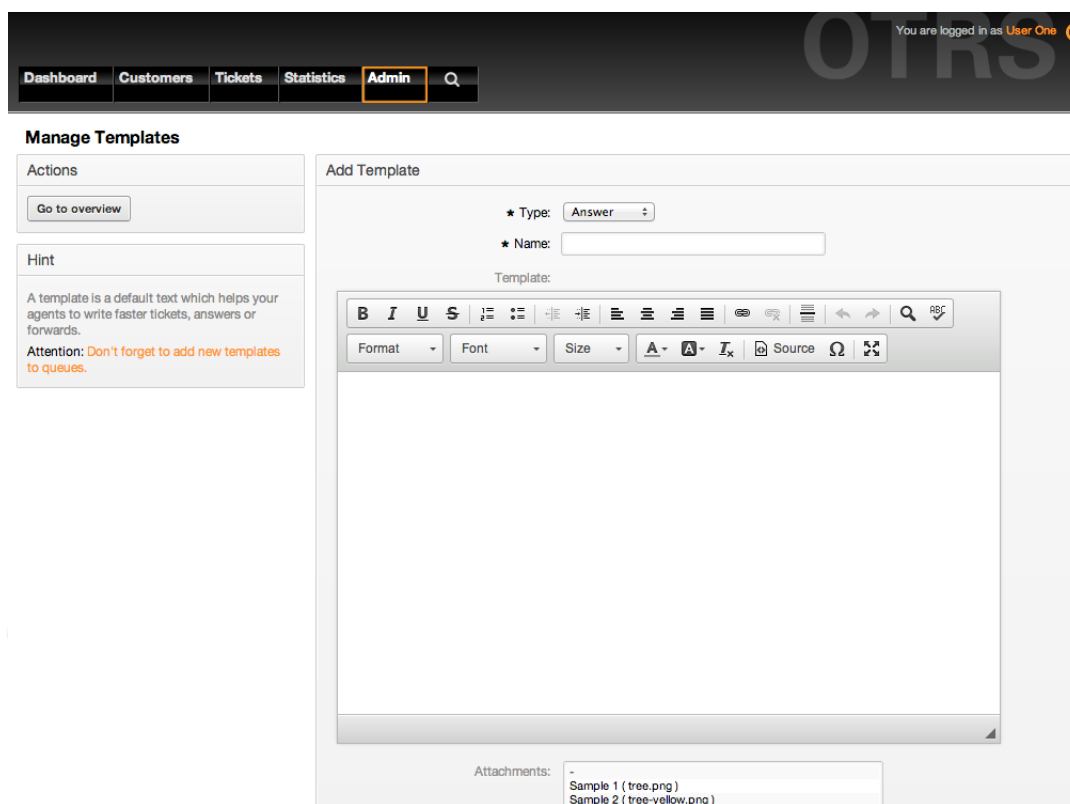 OTRS
You are logged in as User One
Dashboard Customers Tickets Statistics Admin
Manage Templates
Actions
Go to overview
Hint
A template is a default text which helps your
agents to write faster tickets, answers or
forwards.
Attention: Don't forget to add new templates
to queues.
Add Template
★ Type: Answer
★ Name:
Template:
B I U S ABC
Format Font Size A A Ix Source Ω
Attachments: -
Sample 1 ( tree.png )
Sample 2 ( tree-yellow.png )